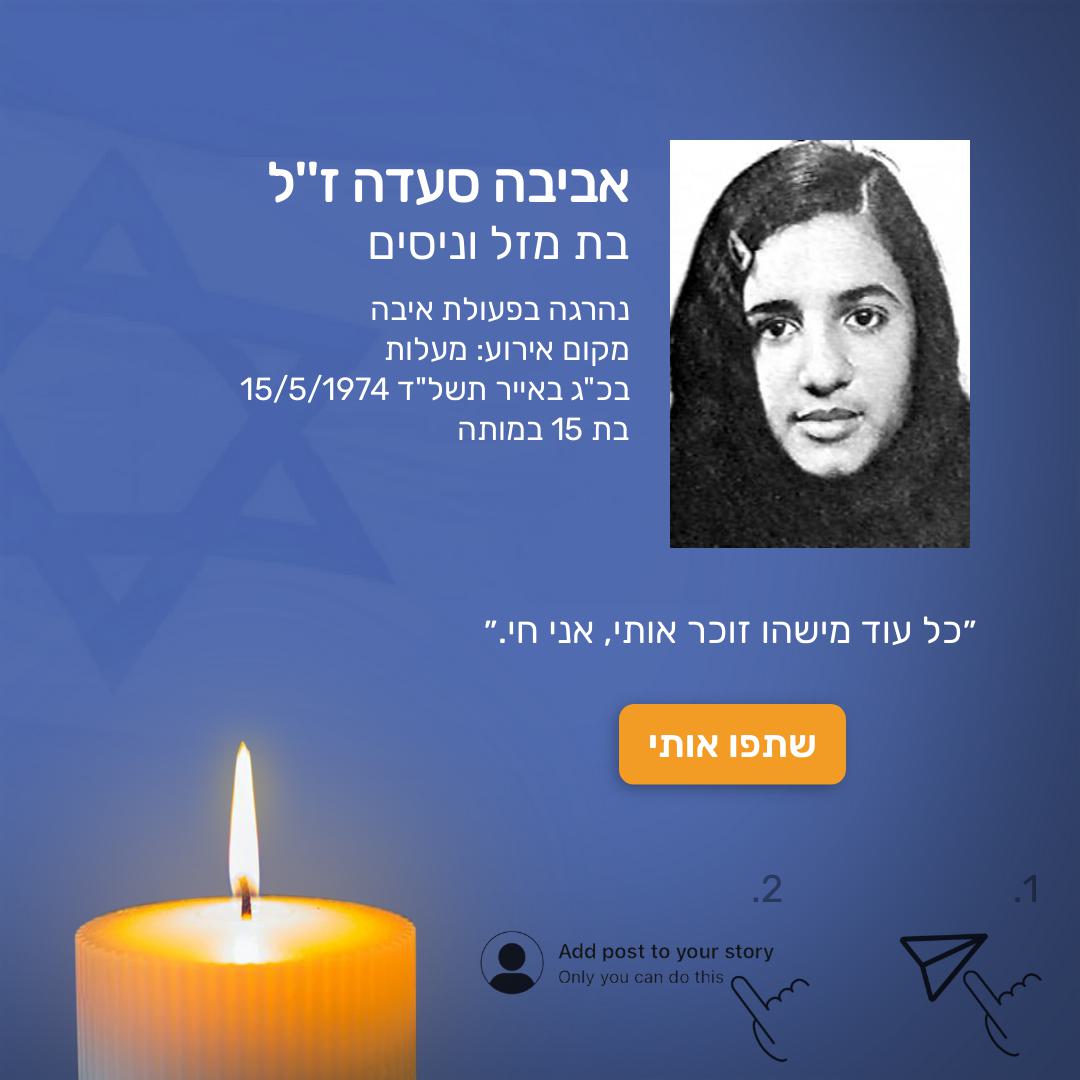 אביבה סעדה ז"ל
בת מזל וניסים
נהרגה בפעולת איבה
מקום אירוע: מעלות
בכ"ג באייר תשל"ד 15/5/1974
בת 15 במותה
״כל עוד מישהו זוכר אותי, אני חי.״
שתפו אותי
1.
2.
Add post to your story
Only you can do this